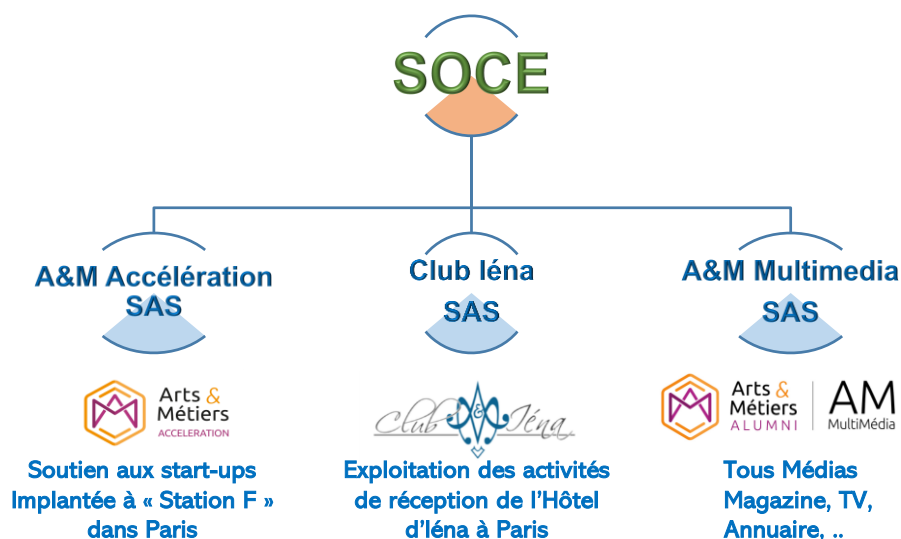 SOCE
A&M Accélération
SAS
Club Iéna
SAS
A&M Multimedia
SAS
Arts &
Métiers
ACCELERATION
Club & Iéna
Arts &
Métiers
ALUMNI
AM
MultiMédia
Soutien aux start-ups
Implantée à « Station F »
dans Paris
Exploitation des activités
de réception de l'Hôtel
d'Iéna à Paris
Tous Médias
Magazine, TV,
Annuaire, ..